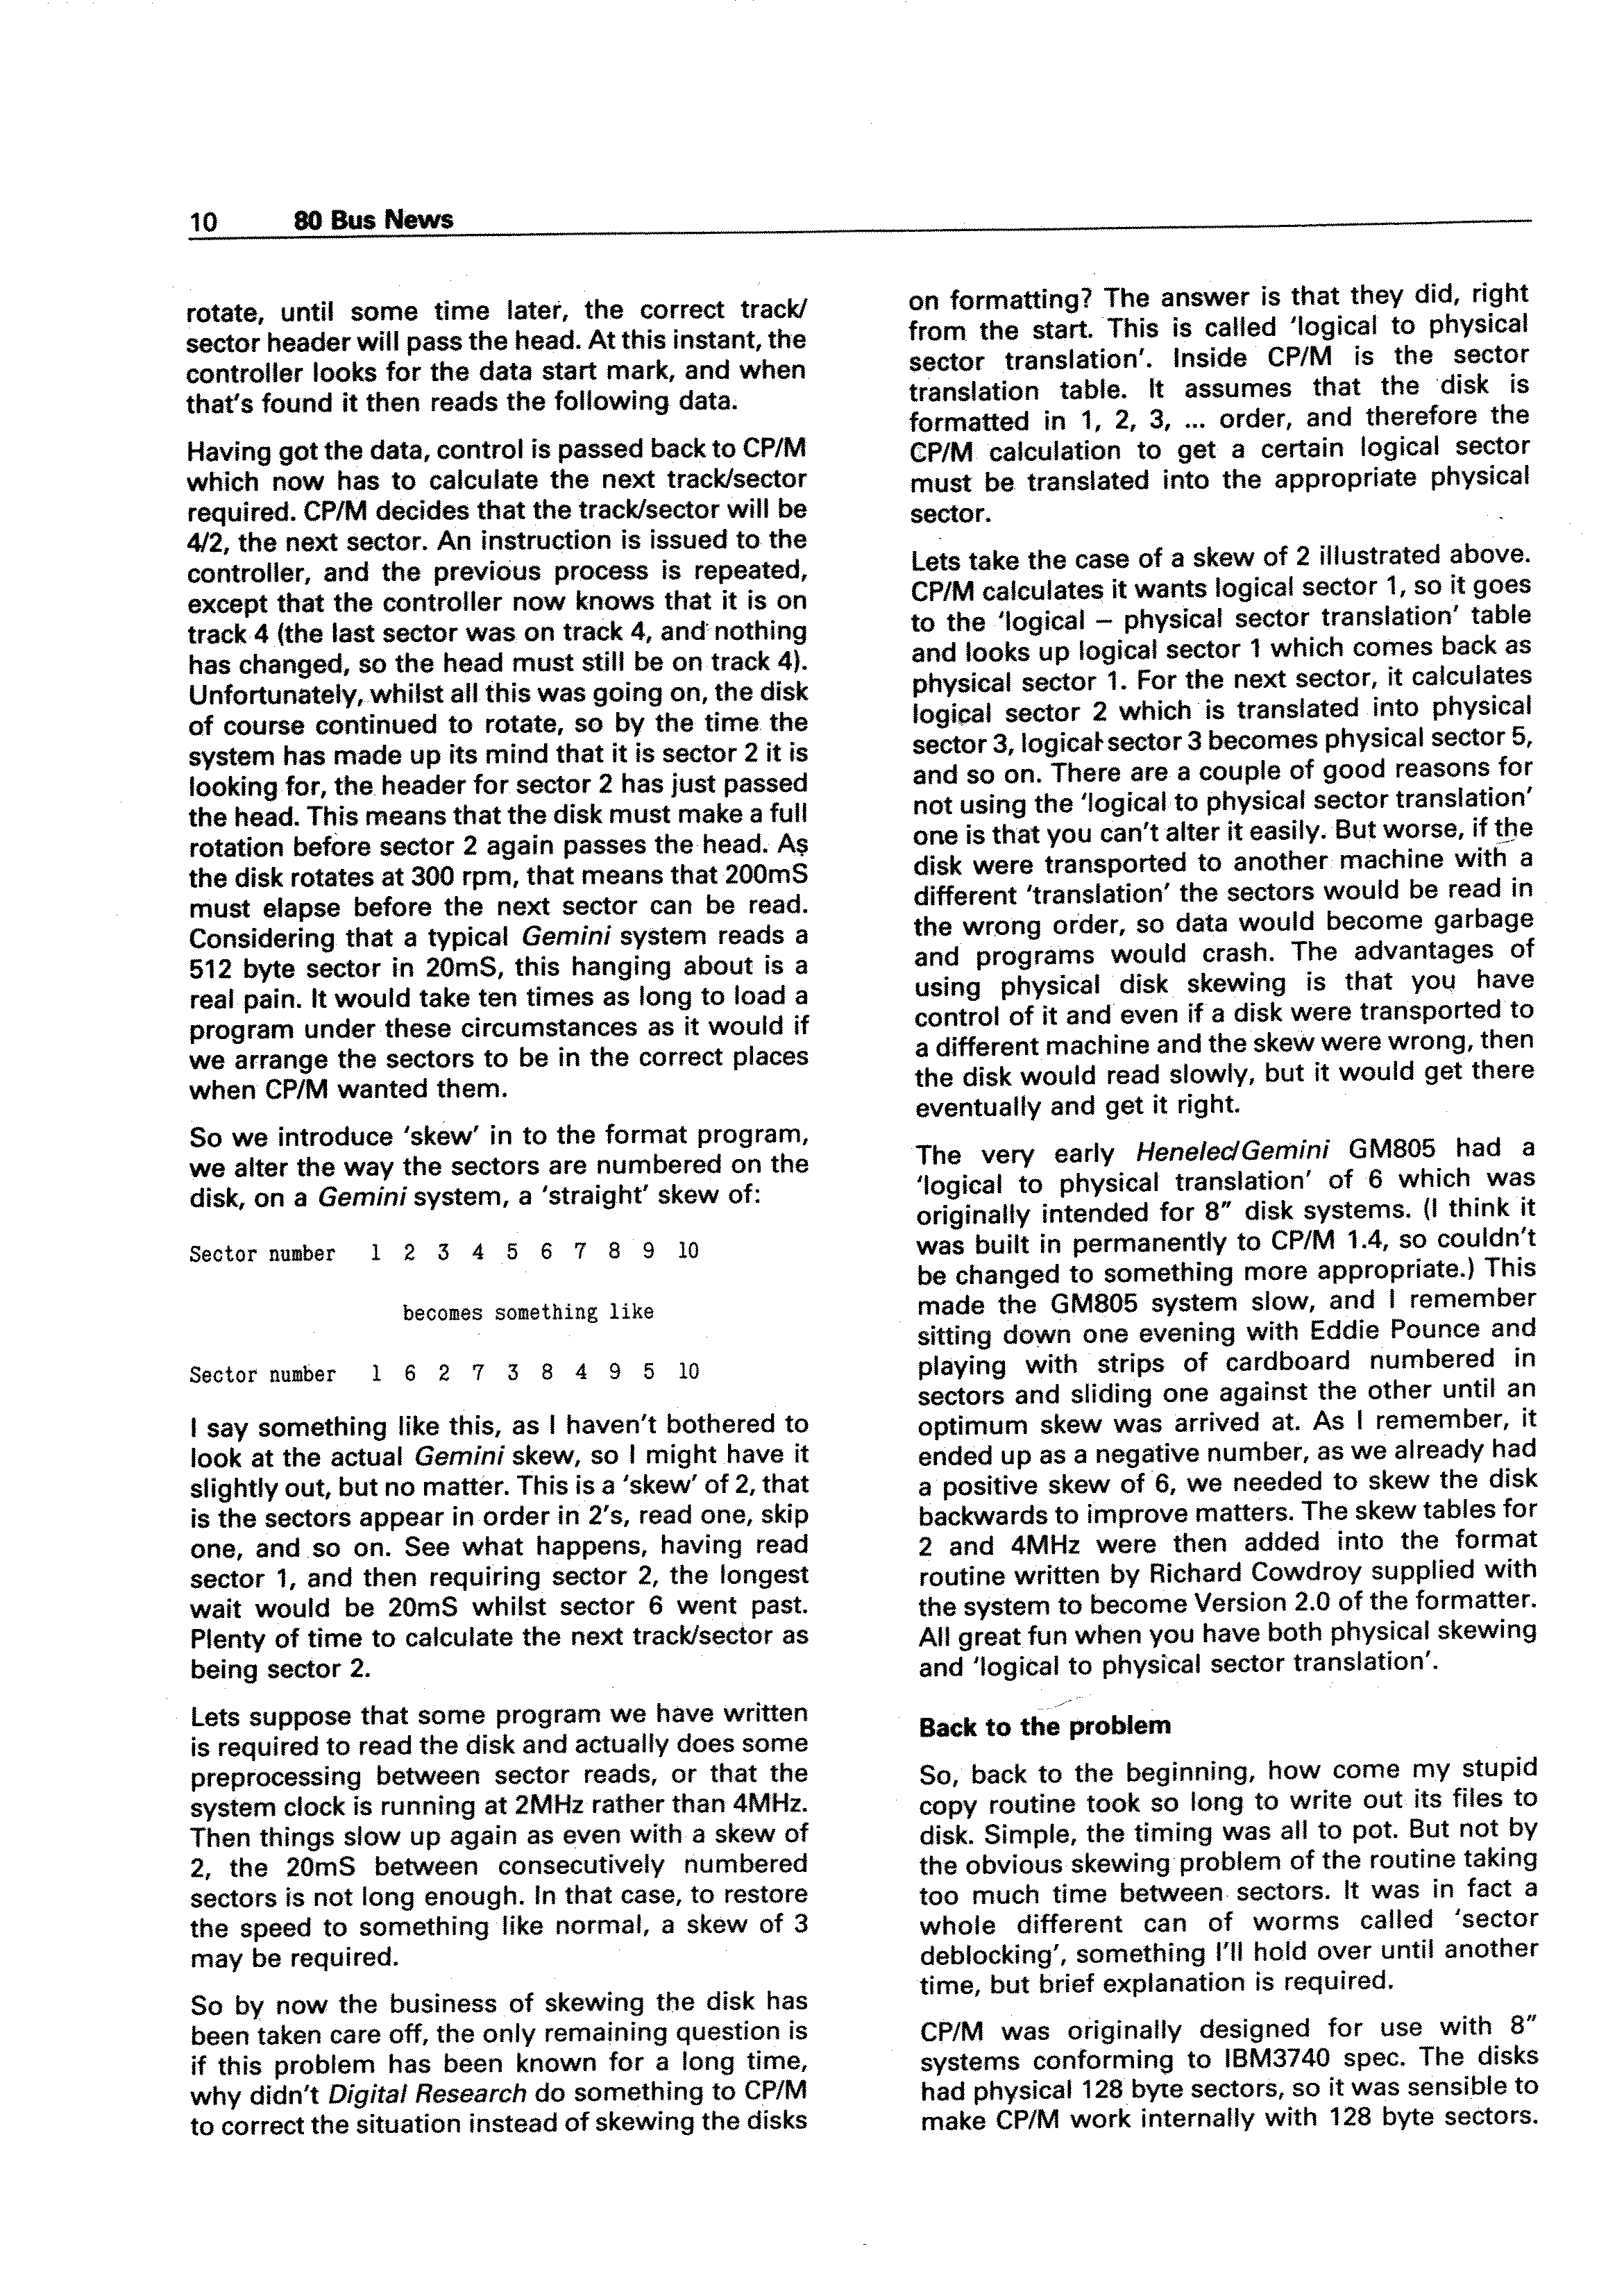 10 80 Bus News
rotate, until some time later, the correct track/
sector header will pass the head. At this instant, the
controller looks for the data start mark, and when
that's found it then reads the following data.
Having got the data, control is passed back to CP/M
which now has to calculate the next track/sector
required. CP/M decides that the track/sector will be
4/2, the next sector. An instruction is issued to the
controller, and the previous process is repeated,
except that the controller now knows that it is on
track 4 (the last sector was on track 4, and nothing
has changed, so the head must still be on track 4).
Unfortunately, whilst all this was going on, the disk
of course continued to rotate, so by the time the
system has made up its mind that it is sector 2 it is
looking for, the header for sector 2 has just passed
the head. This means that the disk must make a full
rotation before sector 2 again passes the head. As
the disk rotates at 300 rpm, that means that 200mS
must elapse before the next sector can be read.
Considering that a typical Gemini system reads a
512 byte sector in 20mS, this hanging about is a
real pain. It would take ten times as long to load a
program under these circumstances as it would if
we arrange the sectors to be in the correct places
when CP/M wanted them.
So we introduce 'skew' in to the format program,
we alter the way the sectors are numbered on the
disk, on a Gemini system, a 'straight' skew of:
Sector number 1 2 3 4 5 6 7 8 9 10
becomes something like
Sector number 1 6 2 7 3 8 4 9 5 10
I say something like this, as I haven't bothered to
look at the actual Gemini skew, so I might have it
slightly out, but no matter. This is a 'skew' of 2, that
is the sectors appear in order in 2's, read one, skip
one, and so on. See what happens, having read
sector 1, and then requiring sector 2, the longest
wait would be 20mS whilst sector 6 went past.
Plenty of time to calculate the next track/sector as
being sector 2.
Lets suppose that some program we have written
is required to read the disk and actually does some
preprocessing between sector reads, or that the
system clock is running at 2MHz rather than 4MHz.
Then things slow up again as even with a skew of
2, the 20mS between consecutively numbered
sectors is not long enough. In that case, to restore
the speed to something like normal, a skew of 3
may be required.
So by now the business of skewing the disk has
been taken care off, the only remaining question is
if this problem has been known for a long time,
why didn't Digital Research do something to CP/M
to correct the situation instead of skewing the disks
on formatting? The answer is that they did, right
from the start. This is called 'logical to physical
sector translation'. Inside CP/M is the sector
translation table. It assumes that the disk is
formatted in 1, 2, 3, ... order, and therefore the
CP/M calculation to get a certain logical sector
must be translated into the appropriate physical
sector.
Lets take the case of a skew of 2 illustrated above.
CP/M calculates it wants logical sector 1, so it goes
to the 'logical – physical sector translation' table
and looks up logical sector 1 which comes back as
physical sector 1. For the next sector, it calculates
logical sector 2 which is translated into physical
sector 3, logical sector 3 becomes physical sector 5,
and so on. There are a couple of good reasons for
not using the 'logical to physical sector translation'
one is that you can't alter it easily. But worse, if the
disk were transported to another machine with a
different 'translation' the sectors would be read in
the wrong order, so data would become garbage
and programs would crash. The advantages of
using physical disk skewing is that you have
control of it and even if a disk were transported to
a different machine and the skew were wrong, then
the disk would read slowly, but it would get there
eventually and get it right.
The very early Henelec/Gemini GM805 had a
'logical to physical translation' of 6 which was
originally intended for 8" disk systems. (I think it
was built in permanently to CP/M 1.4, so couldn't
be changed to something more appropriate.) This
made the GM805 system slow, and I remember
sitting down one evening with Eddie Pounce and
playing with strips of cardboard numbered in
sectors and sliding one against the other until an
optimum skew was arrived at. As I remember, it
ended up as a negative number, as we already had
a positive skew of 6, we needed to skew the disk
backwards to improve matters. The skew tables for
2 and 4MHz were then added into the format
routine written by Richard Cowdroy supplied with
the system to become Version 2.0 of the formatter.
All great fun when you have both physical skewing
and 'logical to physical sector translation'.
Back to the problem
So, back to the beginning, how come my stupid
copy routine took so long to write out its files to
disk. Simple, the timing was all to pot. But not by
the obvious skewing problem of the routine taking
too much time between sectors. It was in fact a
whole different can of worms called 'sector
deblocking', something I'll hold over until another
time, but brief explanation is required.
CP/M was originally designed for use with 8"
systems conforming to IBM3740 spec. The disks
had physical 128 byte sectors, so it was sensible to
make CP/M work internally with 128 byte sectors.